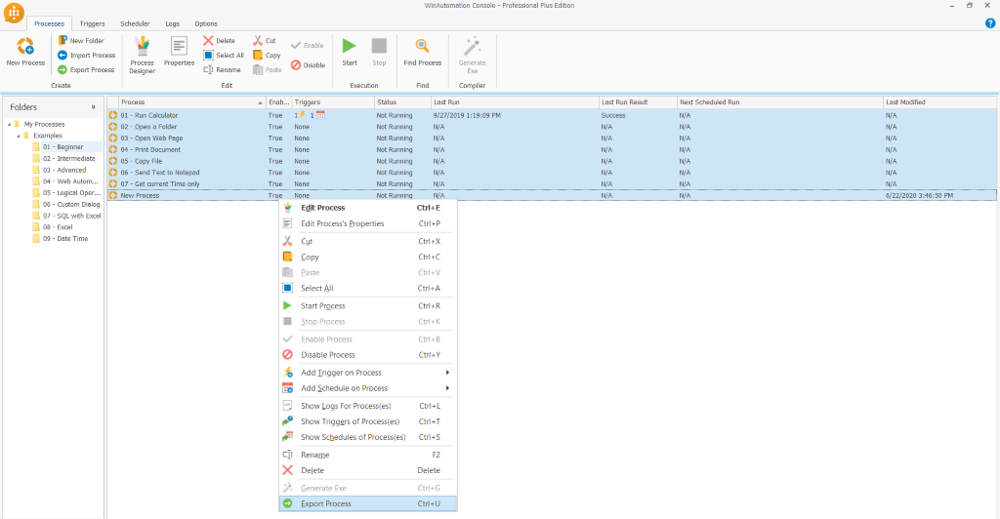 WinAutomation Console - Professional Plus Edition
Processes Triggers Scheduler Logs Options
New Process
New Folder
Import Process
Export Process
Create
Process Designer
Properties
Delete
Select All
Rename
Cut
Copy
Paste
Enable
Disable
Edit
Start
Stop
Execution
Find Process
Find
Generate Exe
Compiler
Folders
My Processes
Examples
01 - Beginner
02 - Intermediate
03 - Advanced
04 - Web Autom...
05 - Logical Oper...
06 - Custom Dialog
07 - SQL with Excel
08 - Excel
09 - Date Time
Process Enab... Triggers Status Last Run Last Run Result Next Scheduled Run Last Modified
01 - Run Calculator True 1 1 Not Running 9/27/2019 1:19:09 PM Success N/A N/A
02 - Open a Folder True None Not Running N/A N/A N/A N/A
03 - Open Web Page True None Not Running N/A N/A N/A N/A
04 - Print Document True None Not Running N/A N/A N/A N/A
05 - Copy File True None Not Running N/A N/A N/A N/A
06 - Send Text to Notepad True None Not Running N/A N/A N/A N/A
07 - Get current Time only True None Not Running N/A N/A N/A N/A
New Process True None Not Running N/A N/A N/A 6/22/2020 3:46:50 PM
Edit Process Ctrl+E
Edit Process's Properties Ctrl+P
Cut Ctrl+X
Copy Ctrl+C
Paste Ctrl+V
Select All Ctrl+A
Start Process Ctrl+R
Stop Process Ctrl+K
Enable Process Ctrl+B
Disable Process Ctrl+Y
Add Trigger on Process
Add Schedule on Process
Show Logs For Process(es) Ctrl+L
Show Triggers of Process(es) Ctrl+T
Show Schedules of Process(es) Ctrl+S
Rename F2
Delete Delete
Generate Exe Ctrl+G
Export Process Ctrl+U